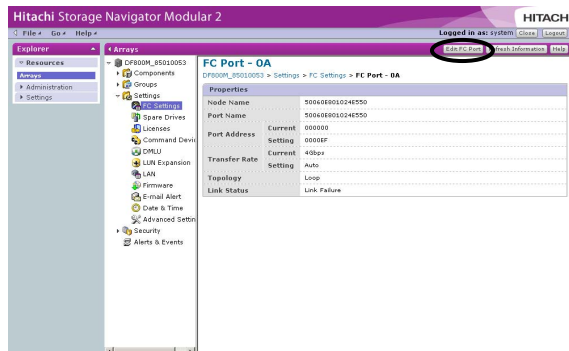 Hitachi Storage Navigator Modular 2
HITACH
File Go Help
Logged in as: system Close Logout
Explorer
Resources
Arrays
Administration
Settings
Arrays
DF800M_85010053
Components
Groups
Settings
FC Settings
Spare Drives
Licenses
Command Devic
DMLU
LUN Expansion
LAN
Firmware
E-mail Alert
Date & Time
Advanced Settin
Security
Alerts & Events
Edit FC Port Refresh Information Help
FC Port - 0A
DF800M_85010053 > Settings > FC Settings > FC Port - 0A
Properties
Node Name 50060E801024E550
Port Name 50060E801024E550
Port Address Current 000000
Setting 0000EF
Transfer Rate Current 4Gbps
Setting Auto
Topology Loop
Link Status Link Failure